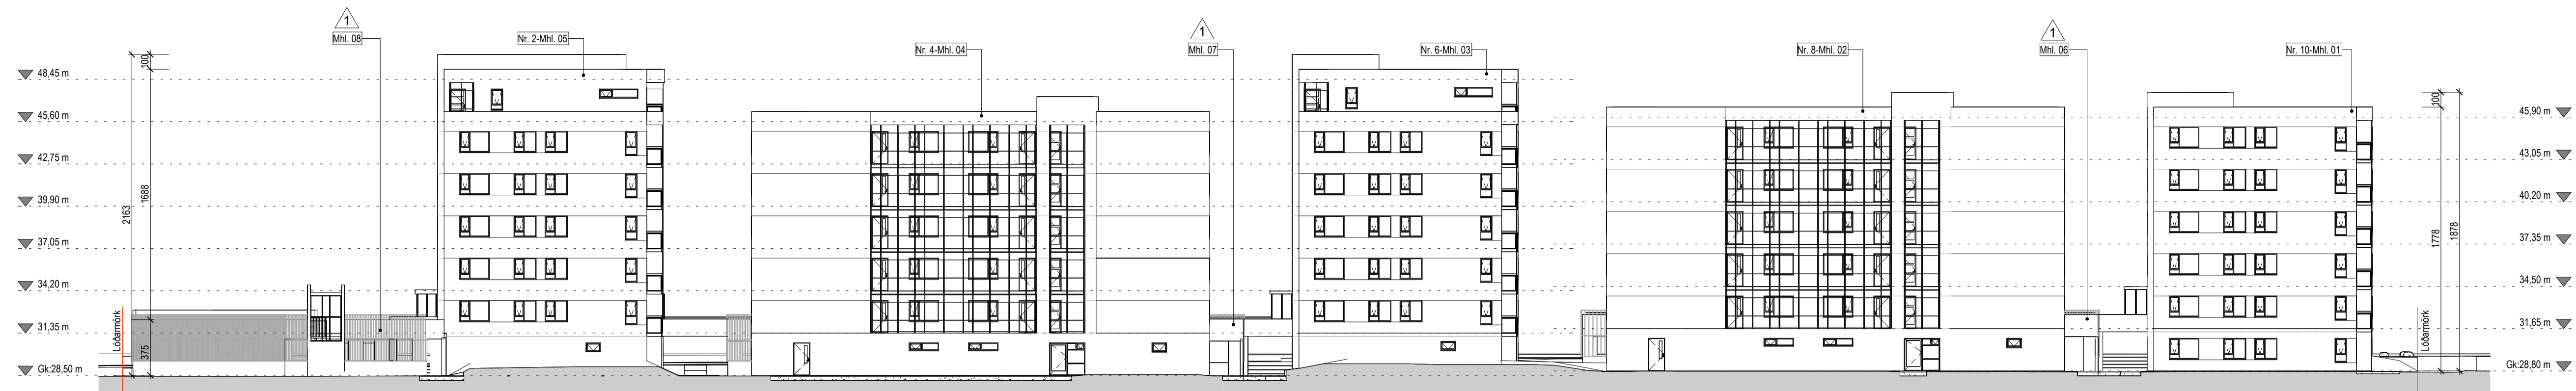 1
Mhl. 08
Nr. 2-Mhl. 05
Nr. 4-Mhl. 04
1
Mhl. 07
Nr. 6-Mhl. 03
Nr. 8-Mhl. 02
1
Mhl. 06
Nr. 10-Mhl. 01
48,45 m
45,60 m
42,75 m
39,90 m
37,05 m
34,20 m
31,35 m
Gk:28,50 m
100
1688
2163
375
Lóðarmörk
45,90 m
43,05 m
40,20 m
37,35 m
34,50 m
31,65 m
Gk:28,80 m
100
1778
1878
Lóðarmörk